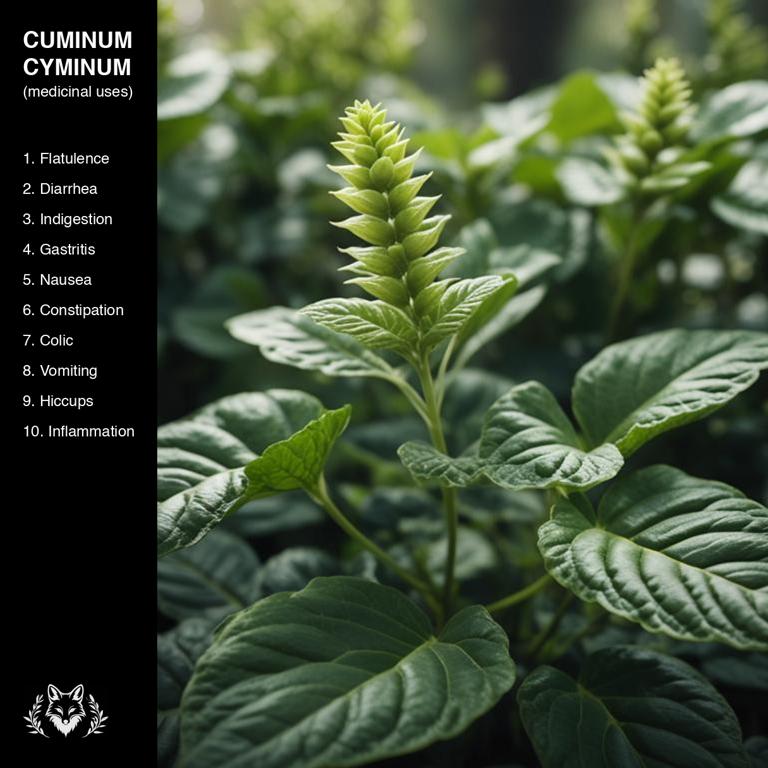 CUMINUM
CYMINUM
(medicinal uses)
1. Flatulence
2. Diarrhea
3. Indigestion
4. Gastritis
5. Nausea
6. Constipation
7. Colic
8. Vomiting
9. Hiccups
10. Inflammation